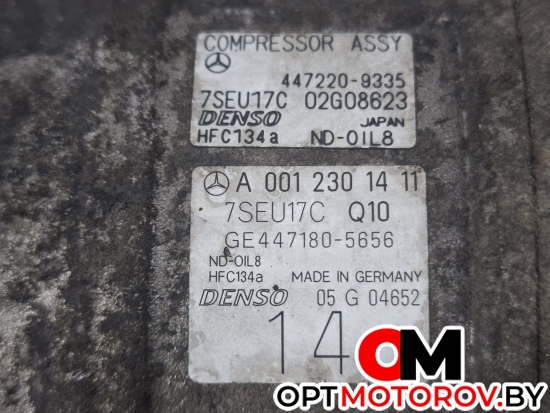 COMPRESSOR ASSY
447220-9335
7SEU17C 02G08623
DENSO JAPAN
HFC134a ND-OIL8
A 001 230 14 11
7SEU17C Q10
GE447180-5656
ND-OIL8
HFC134a MADE IN GERMANY
DENSO 05 G 04652
14
OM
OPTMOTOROV.BY